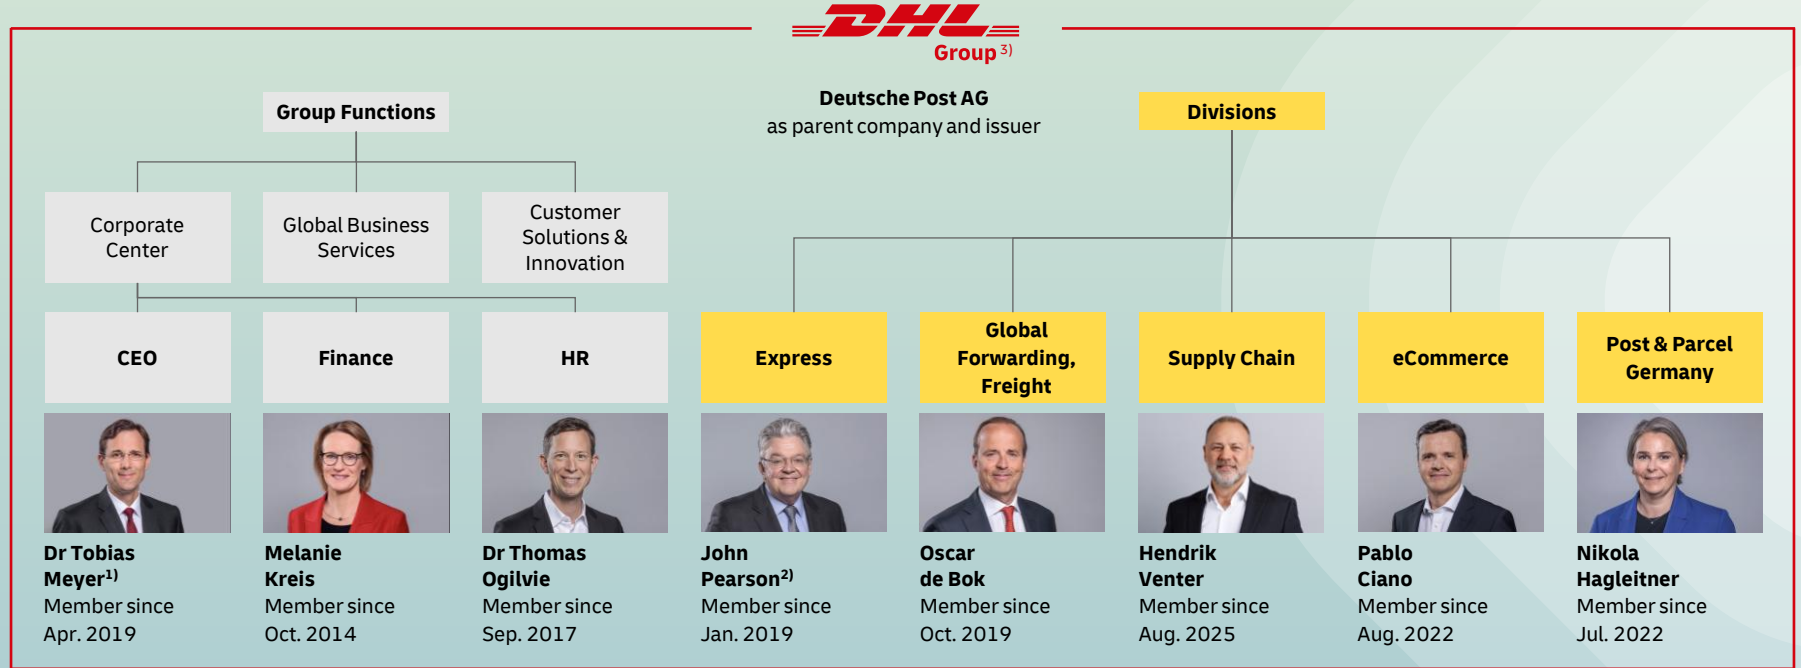 DHL
Group 3)
Deutsche Post AG
as parent company and issuer
Group Functions
Divisions
Corporate
Center
Global Business
Services
Customer
Solutions &
Innovation
CEO
Finance
HR
Express
Global
Forwarding,
Freight
Supply Chain
eCommerce
Post & Parcel
Germany
Dr Tobias
Meyer1)
Member since
Apr. 2019
Melanie
Kreis
Member since
Oct. 2014
Dr Thomas
Ogilvie
Member since
Sep. 2017
John
Pearson2)
Member since
Jan. 2019
Oscar
de Bok
Member since
Oct. 2019
Hendrik
Venter
Member since
Aug. 2025
Pablo
Ciano
Member since
Aug. 2022
Nikola
Hagleitner
Member since
Jul. 2022